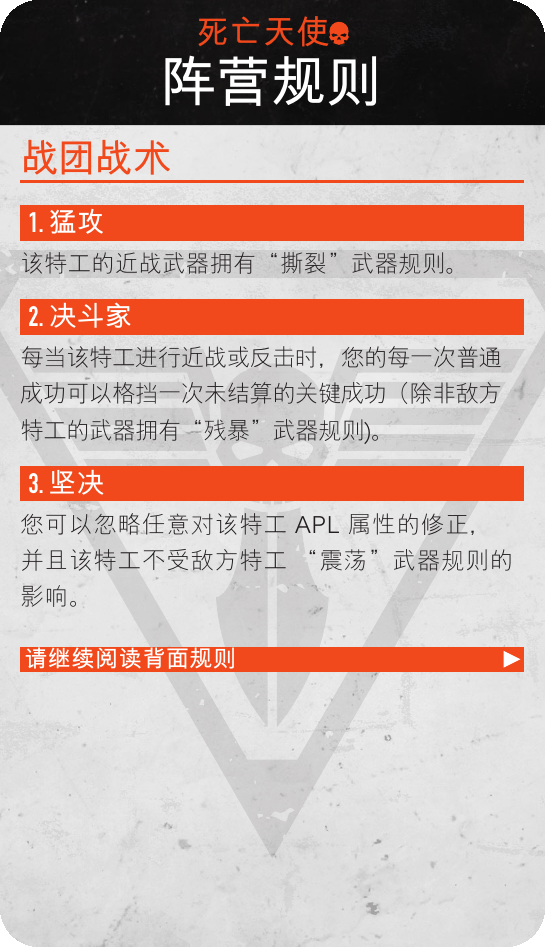 死亡天使
阵营规则
战团战术
1. 猛攻
该特工的近战武器拥有“撕裂”武器规则。
2. 决斗家
每当该特工进行近战或反击时，您的每一次普通
成功可以格挡一次未结算的关键成功（除非敌方
特工的武器拥有“残暴”武器规则)。
3. 坚决
您可以忽略任意对该特工 APL 属性的修正，
并且该特工不受敌方特工 “震荡”武器规则的
影响。
请继续阅读背面规则